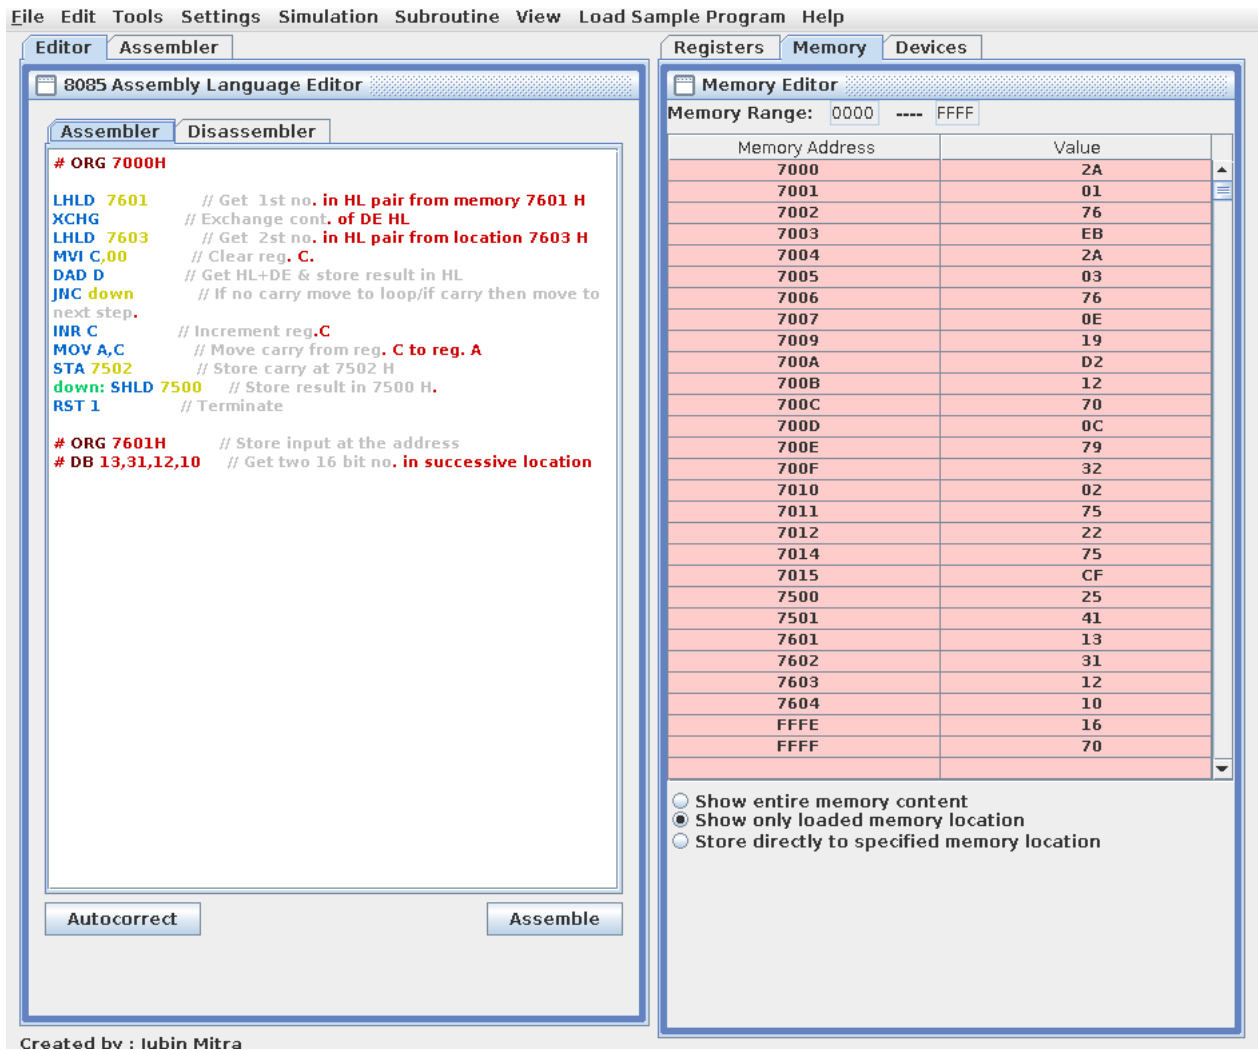 File Edit Tools Settings Simulation Subroutine View Load Sample Program Help
Editor Assembler
8085 Assembly Language Editor
Assembler Disassembler
# ORG 7000H
LHLD 7601 // Get 1st no. in HL pair from memory 7601 H
XCHG // Exchange cont. of DE HL
LHLD 7603 // Get 2st no. in HL pair from location 7603 H
MVI C,00 // Clear reg. C.
DAD D // Get HL+DE & store result in HL
JNC down // If no carry move to loop/if carry then move to
next step.
INR C // Increment reg.C
MOV A,C // Move carry from reg. C to reg. A
STA 7502 // Store carry at 7502 H
down: SHLD 7500 // Store result in 7500 H.
RST 1 // Terminate
# ORG 7601H // Store input at the address
# DB 13,31,12,10 // Get two 16 bit no. in successive location
Autocorrect Assemble
Created by : Jubin Mitra
Registers Memory Devices
Memory Editor
Memory Range: 0000 ---- FFFF
Memory Address Value
7000 2A
7001 01
7002 76
7003 EB
7004 2A
7005 03
7006 76
7007 0E
7009 19
700A D2
700B 12
700C 70
700D 0C
700E 79
700F 32
7010 02
7011 75
7012 22
7014 75
7015 CF
7500 25
7501 41
7601 13
7602 31
7603 12
7604 10
FFFE 16
FFFF 70
Show entire memory content
Show only loaded memory location
Store directly to specified memory location